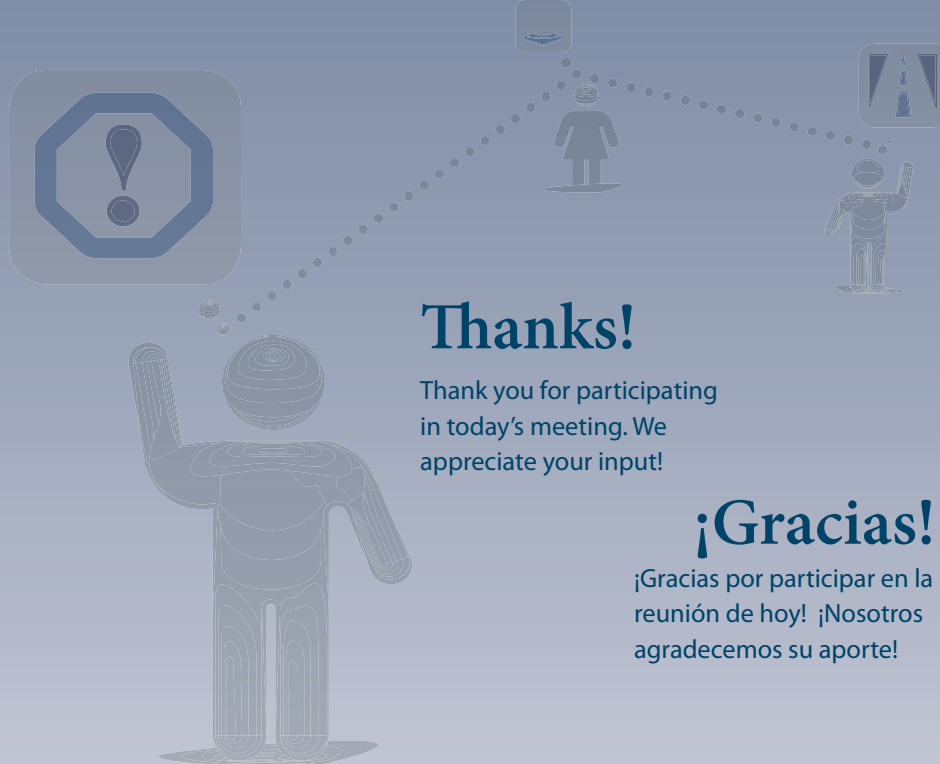 Thanks!
Thank you for participating
in today’s meeting. We
appreciate your input!
¡Gracias!
¡Gracias por participar en la
reunión de hoy! ¡Nosotros
agradecemos su aporte!